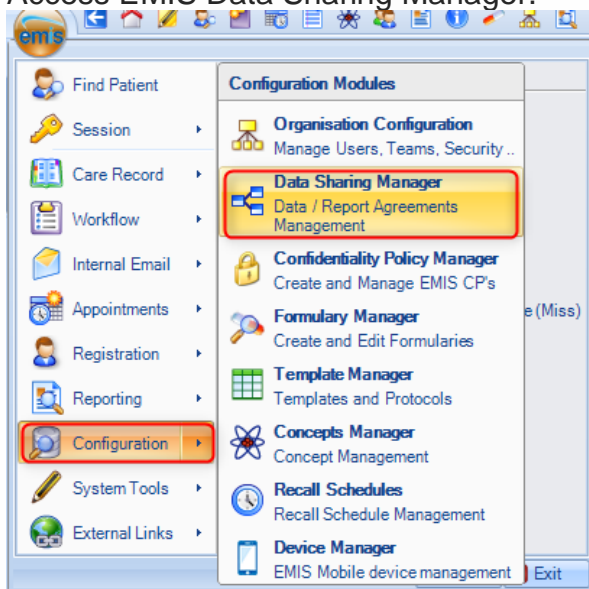 Access EMIS Data Sharing Manager:
emis
Find Patient
Session
Care Record
Workflow
Internal Email
Appointments
Registration
Reporting
Configuration
System Tools
External Links
Configuration Modules
Organisation Configuration
Manage Users, Teams, Security ..
Data Sharing Manager
Data / Report Agreements
Management
Confidentiality Policy Manager
Create and Manage EMIS CP's
Formulary Manager
Create and Edit Formularies
Template Manager
Templates and Protocols
Concepts Manager
Concept Management
Recall Schedules
Recall Schedule Management
Device Manager
EMIS Mobile device management
e (Miss)
Exit